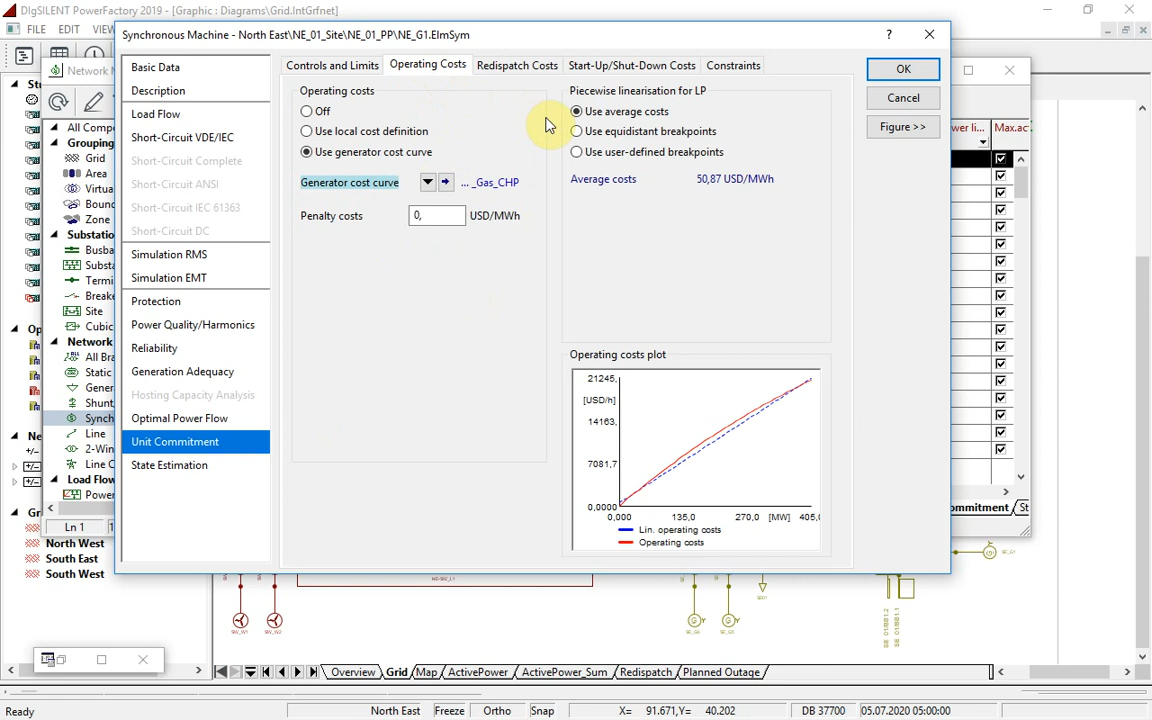 DIgSILENT PowerFactory 2019 - [Graphic : Diagrams\Grid.IntGrfnet]
FILE EDIT VIEW
Synchronous Machine - North East\NE_01_Site\NE_01_PP\NE_G1.ElmSym
? 
Network
All Comp
Grouping
Grid
Area
Virtua
Bound
Zone
Substatio
Busba
Substa
Termi
Breake
Site
Cubic
Network
All Bra
Static
Gener
Shunt
Synch
Line
2-Win
Line C
Load Flow
Power
Ln 1
North West
South East
South West
Basic Data
Description
Load Flow
Short-Circuit VDE/IEC
Short-Circuit Complete
Short-Circuit ANSI
Short-Circuit IEC 61363
Short-Circuit DC
Simulation RMS
Simulation EMT
Protection
Power Quality/Harmonics
Reliability
Generation Adequacy
Hosting Capacity Analysis
Optimal Power Flow
Unit Commitment
State Estimation
Controls and Limits
Operating Costs
Redispatch Costs
Start-Up/Shut-Down Costs
Constraints
Operating costs
Off
Use local cost definition
Use generator cost curve
Generator cost curve ... _Gas_CHP
Penalty costs 0, USD/MWh
Piecewise linearisation for LP
Use average costs
Use equidistant breakpoints
Use user-defined breakpoints
Average costs 50,87 USD/MWh
Operating costs plot
21245,
[USD/h]
14163,
7081,7
0,0000
0,000 135,0 270,0 [MW] 405,
Lin. operating costs
Operating costs
OK
Cancel
Figure >>
wer li... Max.ac
ommitment St
SW_W1 SW_W2
Overview Grid Map ActivePower ActivePower_Sum Redispatch Planned Outage
Ready North East Freeze Ortho Snap X= 91.671,Y= 40.202 DB 37700 05.07.2020 05:00:00